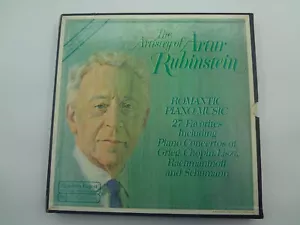 The
Artistry of Artur
Rubinstein
ROMANTIC
PIANO MUSIC
27 Favorites
Including
Piano Concertos of
Grieg, Chopin, Liszt,
Rachmaninoff
and Schumann